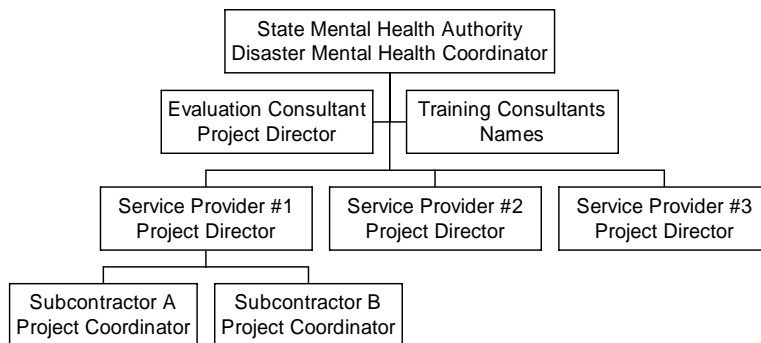 State Mental Health Authority
Disaster Mental Health Coordinator
Evaluation Consultant
Project Director
Training Consultants
Names
Service Provider #1
Project Director
Service Provider #2
Project Director
Service Provider #3
Project Director
Subcontractor A
Project Coordinator
Subcontractor B
Project Coordinator